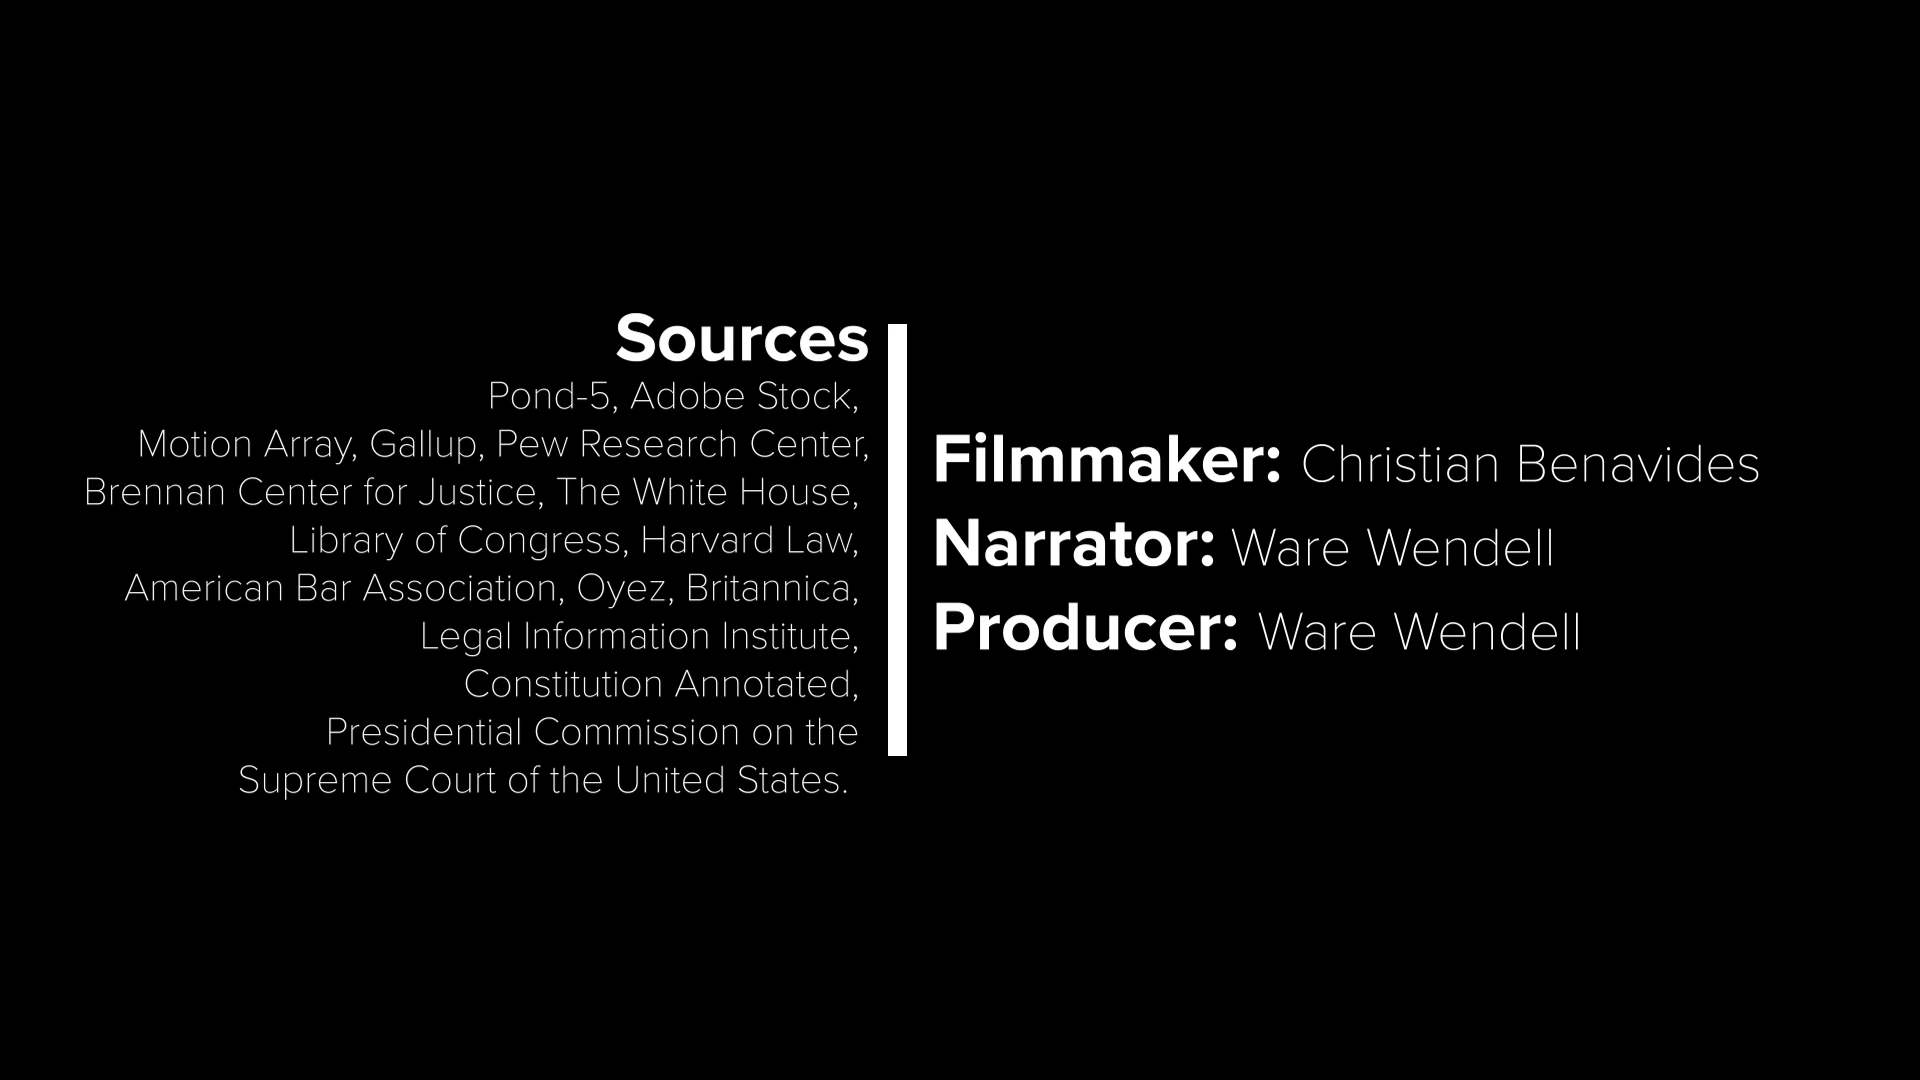 Sources
Pond-5, Adobe Stock,
Motion Array, Gallup, Pew Research Center,
Brennan Center for Justice, The White House,
Library of Congress, Harvard Law,
American Bar Association, Oyez, Britannica,
Legal Information Institute,
Constitution Annotated,
Presidential Commission on the
Supreme Court of the United States.
Filmmaker: Christian Benavides
Narrator: Ware Wendell
Producer: Ware Wendell